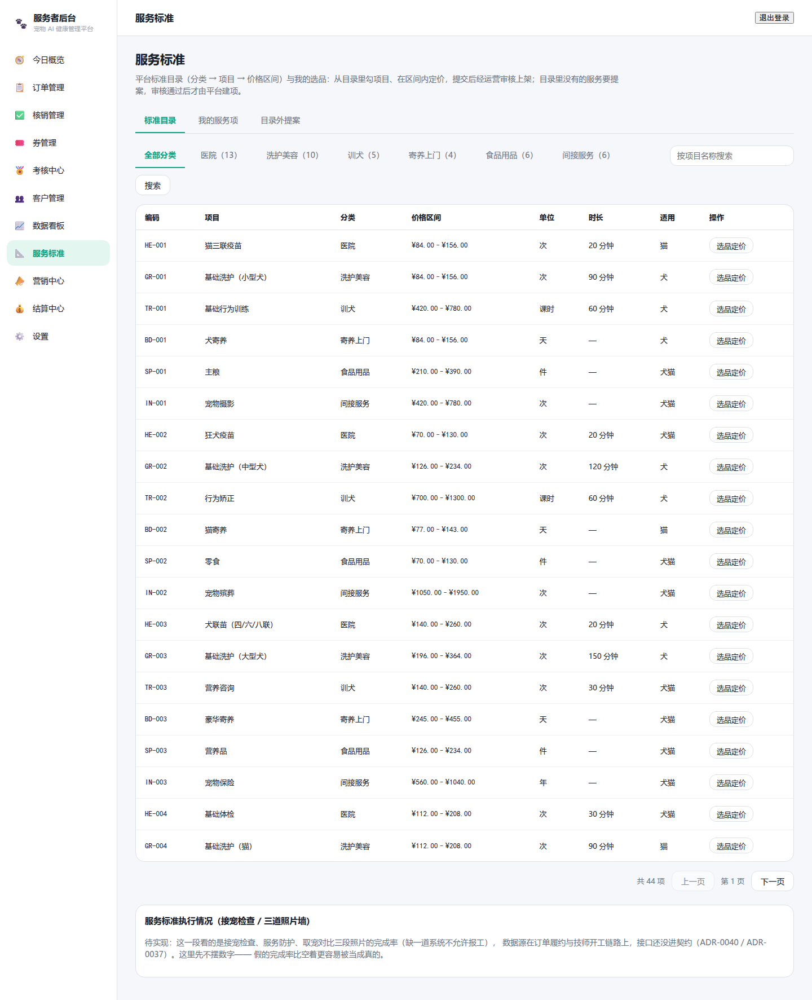 服务者后台
宠物 AI 健康管理平台
今日概览
订单管理
核销管理
券管理
考核中心
客户管理
数据看板
服务标准
营销中心
结算中心
设置
服务标准
退出登录
服务标准
平台标准目录（分类 → 项目 → 价格区间）与我的选品：从目录里勾项目、在区间内定价，提交后经运营审核上架；目录里没有的服务要提
案，审核通过后才由平台建项。
标准目录 我的服务项 目录外提案
全部分类 医院（13） 洗护美容（10） 训犬（5） 寄养上门（4） 食品用品（6） 间接服务（6） 按项目名称搜索
搜索
编码 项目 分类 价格区间 单位 时长 适用 操作
HE-001 猫三联疫苗 医院 ¥84.00 – ¥156.00 次 20 分钟 猫 选品定价
GR-001 基础洗护（小型犬） 洗护美容 ¥84.00 – ¥156.00 次 90 分钟 犬 选品定价
TR-001 基础行为训练 训犬 ¥420.00 – ¥780.00 课时 60 分钟 犬 选品定价
BD-001 犬寄养 寄养上门 ¥84.00 – ¥156.00 天 — 犬 选品定价
SP-001 主粮 食品用品 ¥210.00 – ¥390.00 件 — 犬猫 选品定价
IN-001 宠物摄影 间接服务 ¥420.00 – ¥780.00 次 — 犬猫 选品定价
HE-002 狂犬疫苗 医院 ¥70.00 – ¥130.00 次 20 分钟 犬猫 选品定价
GR-002 基础洗护（中型犬） 洗护美容 ¥126.00 – ¥234.00 次 120 分钟 犬 选品定价
TR-002 行为矫正 训犬 ¥700.00 – ¥1300.00 课时 60 分钟 犬 选品定价
BD-002 猫寄养 寄养上门 ¥77.00 – ¥143.00 天 — 猫 选品定价
SP-002 零食 食品用品 ¥70.00 – ¥130.00 件 — 犬猫 选品定价
IN-002 宠物殡葬 间接服务 ¥1050.00 – ¥1950.00 次 — 犬猫 选品定价
HE-003 犬联苗（四/六/八联） 医院 ¥140.00 – ¥260.00 次 20 分钟 犬 选品定价
GR-003 基础洗护（大型犬） 洗护美容 ¥196.00 – ¥364.00 次 150 分钟 犬 选品定价
TR-003 营养咨询 训犬 ¥140.00 – ¥260.00 次 30 分钟 犬猫 选品定价
BD-003 豪华寄养 寄养上门 ¥245.00 – ¥455.00 天 — 犬猫 选品定价
SP-003 营养品 食品用品 ¥126.00 – ¥234.00 件 — 犬猫 选品定价
IN-003 宠物保险 间接服务 ¥560.00 – ¥1040.00 年 — 犬猫 选品定价
HE-004 基础体检 医院 ¥112.00 – ¥208.00 次 30 分钟 犬猫 选品定价
GR-004 基础洗护（猫） 洗护美容 ¥112.00 – ¥208.00 次 90 分钟 猫 选品定价
共 44 项 上一页 第 1 页 下一页
服务标准执行情况（接宠检查 / 三道照片墙）
待实现：这一段看的是接宠检查、服务防护、取宠对比三段照片的完成率（缺一道系统不允许报工）， 数据源在订单履约与技师开工链路上，接口还没进契约（ADR-0040 / ADR-
0037）。这里先不摆数字—— 假的完成率比空着更容易被当成真的。